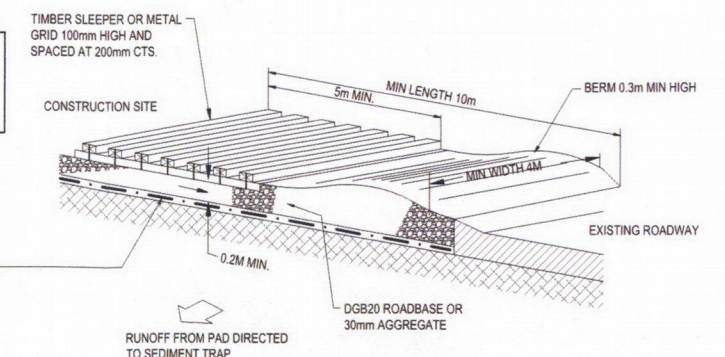 TIMBER SLEEPER OR METAL
GRID 100mm HIGH AND
SPACED AT 200mm CTS.
MIN LENGTH 10m
5m MIN.
BERM 0.3m MIN HIGH
CONSTRUCTION SITE
MIN WIDTH 4M
EXISTING ROADWAY
0.2M MIN.
DGB20 ROADBASE OR
30mm AGGREGATE
RUNOFF FROM PAD DIRECTED
TO SEDIMENT TRAP